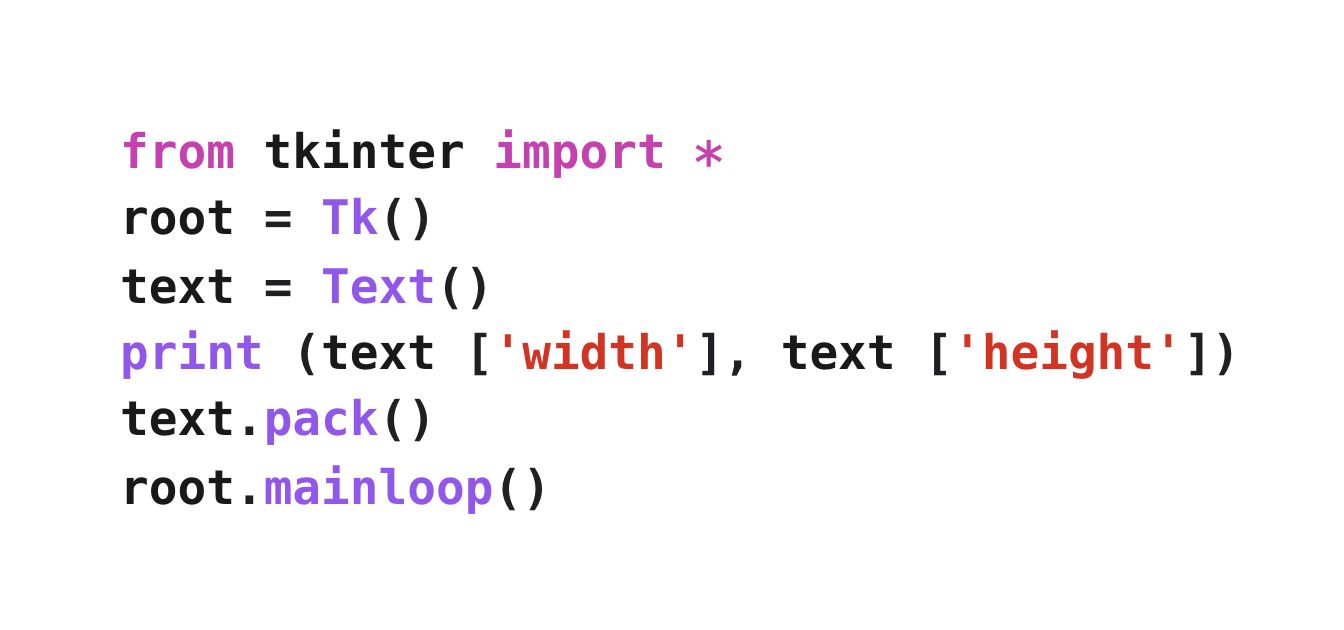 from tkinter import *
root = Tk()
text = Text()
print (text ['width'], text ['height'])
text.pack()
root.mainloop()